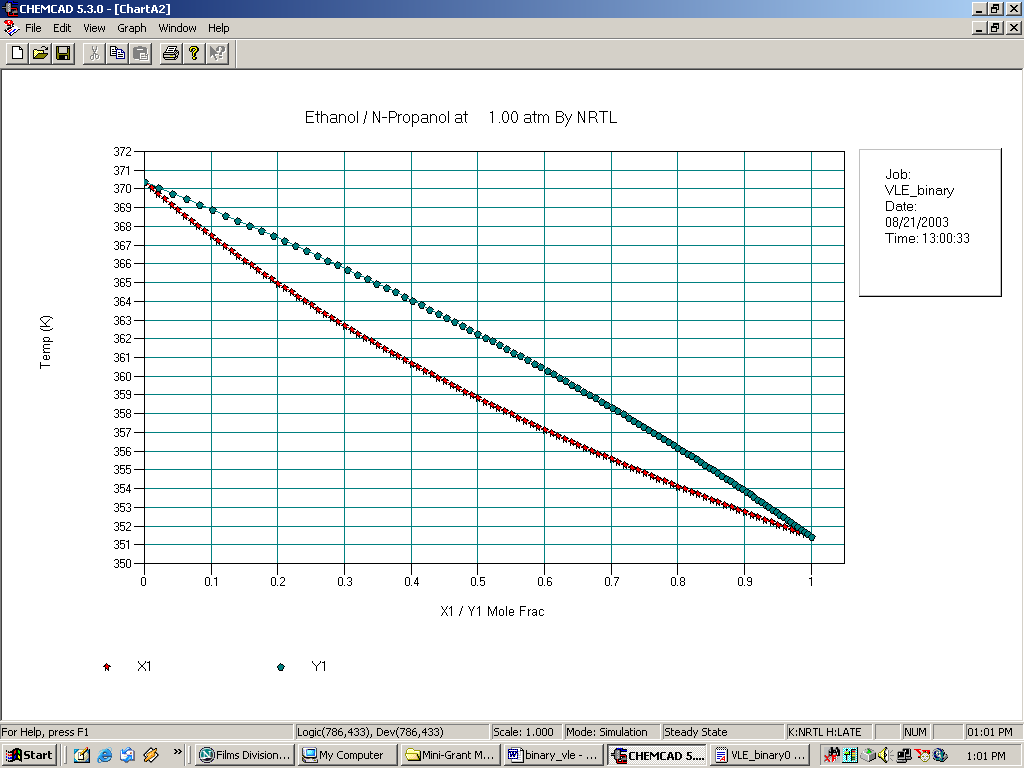 CHEMCAD 5.3.0 - [ChartA2]
File Edit View Graph Window Help
Ethanol / N-Propanol at 1.00 atm By NRTL
Job:
VLE_binary
Date:
08/21/2003
Time: 13:00:33
372
371
370
369
368
367
366
365
364
363
362
361
360
359
358
357
356
355
354
353
352
351
350
Temp (K)
0 0.1 0.2 0.3 0.4 0.5 0.6 0.7 0.8 0.9 1
X1 / Y1 Mole Frac
X1 Y1
For Help, press F1 Logic(786,433), Dev(786,433) Scale: 1.000 Mode: Simulation Steady State K:NRTL H:LATE NUM 01:01 PM
Start » Films Division... My Computer Mini-Grant M... binary_vle - ... CHEMCAD 5.... VLE_binary0 ... 1:01 PM